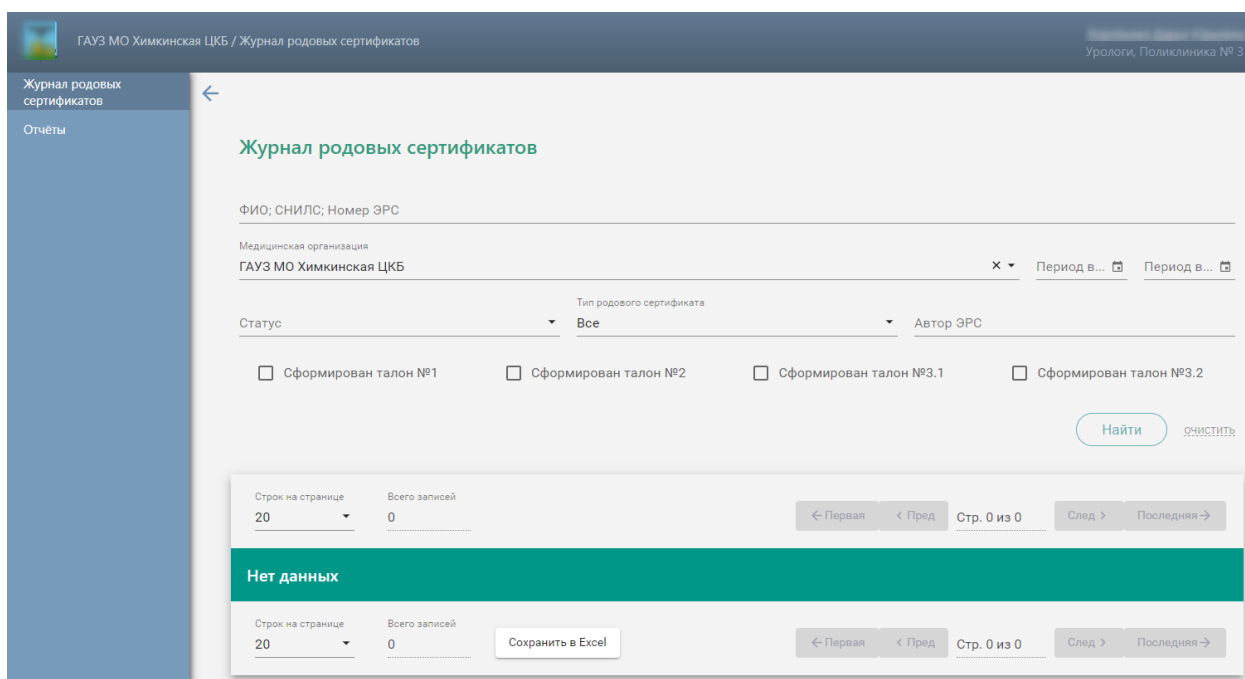 ГАУЗ МО Химкинская ЦКБ / Журнал родовых сертификатов
Урологи, Поликлиника № 3
Журнал родовых
сертификатов
Отчёты
Журнал родовых сертификатов
ФИО; СНИЛС; Номер ЭРС
Медицинская организация
ГАУЗ МО Химкинская ЦКБ
Период в...
Период в...
Статус
Тип родового сертификата
Все
Автор ЭРС
Сформирован талон №1
Сформирован талон №2
Сформирован талон №3.1
Сформирован талон №3.2
Найти
очистить
Строк на странице
Всего записей
20
0
Первая
Пред
Стр. 0 из 0
След
Последняя
Нет данных
Строк на странице
Всего записей
20
0
Сохранить в Excel
Первая
Пред
Стр. 0 из 0
След
Последняя